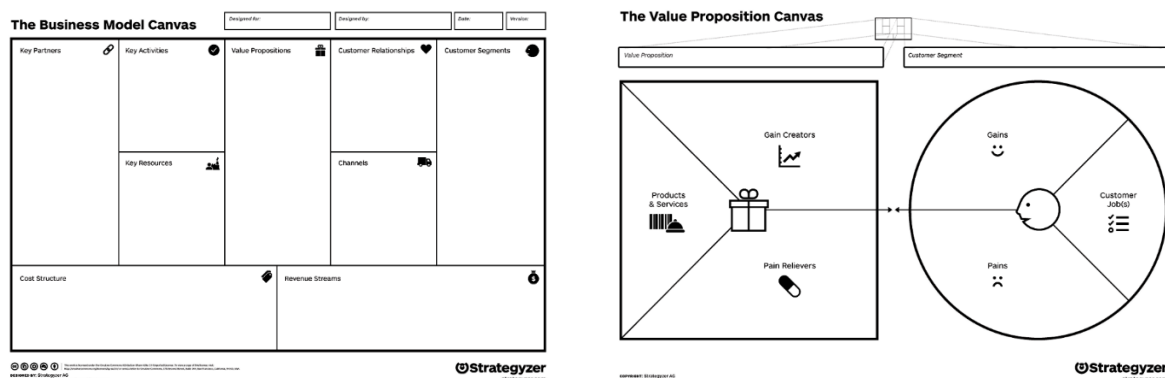 The Business Model Canvas
Designed for:
Designed by:
Date:
Version:
Key Partners
Key Activities
Value Propositions
Customer Relationships
Customer Segments
Key Resources
Channels
Cost Structure
Revenue Streams
DESIGNED BY: Strategyzer AG
Strategyzer
The Value Proposition Canvas
Value Proposition
Customer Segment
Gain Creators
Gains
Products
& Services
Customer
Job(s)
Pain Relievers
Pains
COPYRIGHT: Strategyzer AG
Strategyzer